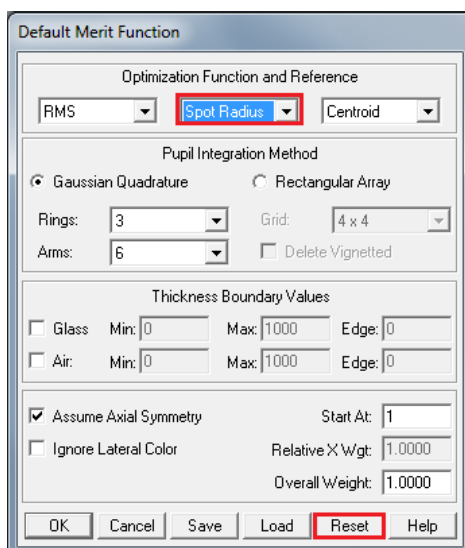 Default Merit Function
Optimization Function and Reference
RMS Spot Radius Centroid
Pupil Integration Method
Gaussian Quadrature Rectangular Array
Rings: 3 Grid: 4 x 4
Arms: 6 Delete Vignetted
Thickness Boundary Values
Glass Min: 0 Max: 1000 Edge: 0
Air: Min: 0 Max: 1000 Edge: 0
Assume Axial Symmetry Start At: 1
Ignore Lateral Color Relative X Wgt: 1.0000
Overall Weight: 1.0000
OK Cancel Save Load Reset Help